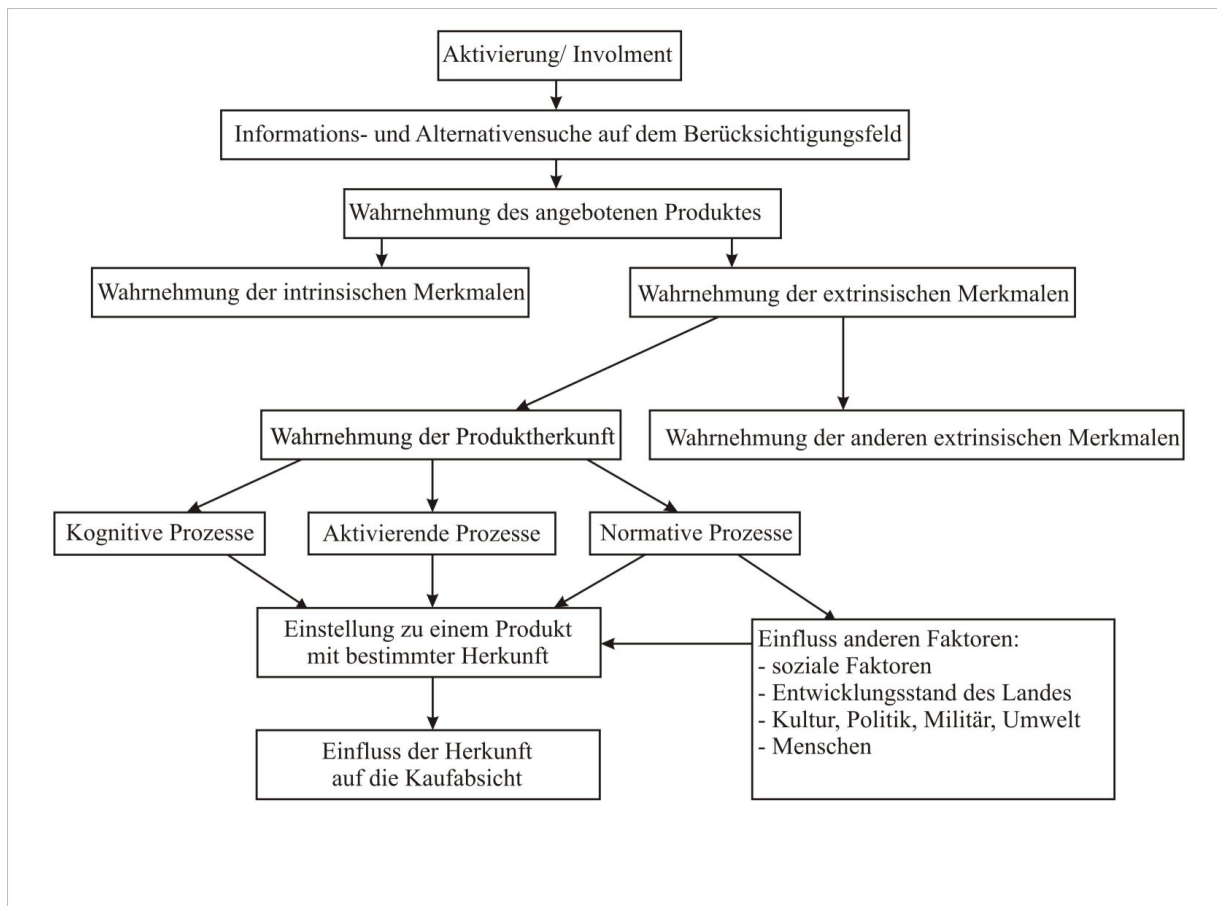 Aktivierung/ Involment
Informations- und Alternativensuche auf dem Berücksichtigungsfeld
Wahrnehmung des angebotenen Produktes
Wahrnehmung der intrinsischen Merkmalen
Wahrnehmung der extrinsischen Merkmalen
Wahrnehmung der Produktherkunft
Wahrnehmung der anderen extrinsischen Merkmalen
Kognitive Prozesse
Aktivierende Prozesse
Normative Prozesse
Einstellung zu einem Produkt
mit bestimmter Herkunft
Einfluss anderen Faktoren:
- soziale Faktoren
- Entwicklungsstand des Landes
- Kultur, Politik, Militär, Umwelt
- Menschen
Einfluss der Herkunft
auf die Kaufabsicht